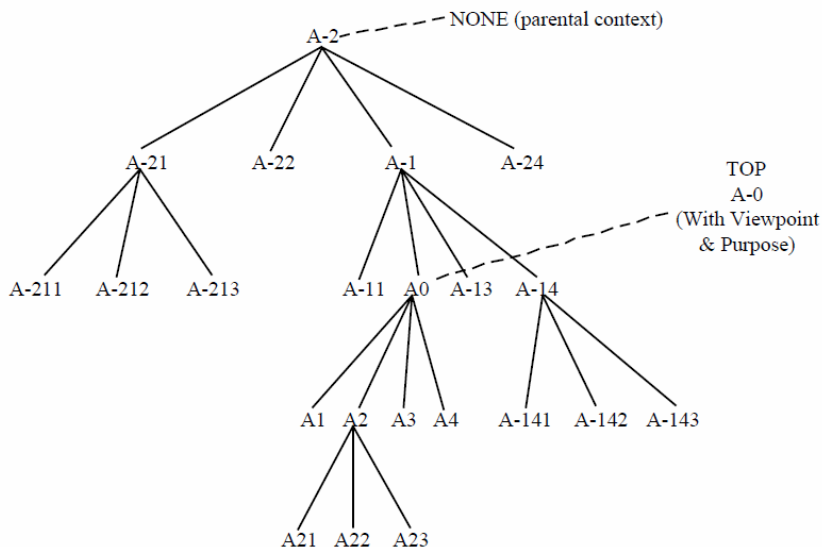 NONE (parental context)
A-2
A-21
A-22
A-1
A-24
TOP
A-0
(With Viewpoint
& Purpose)
A-211
A-212
A-213
A-11
A0
A-13
A-14
A1
A2
A3
A4
A-141
A-142
A-143
A21
A22
A23